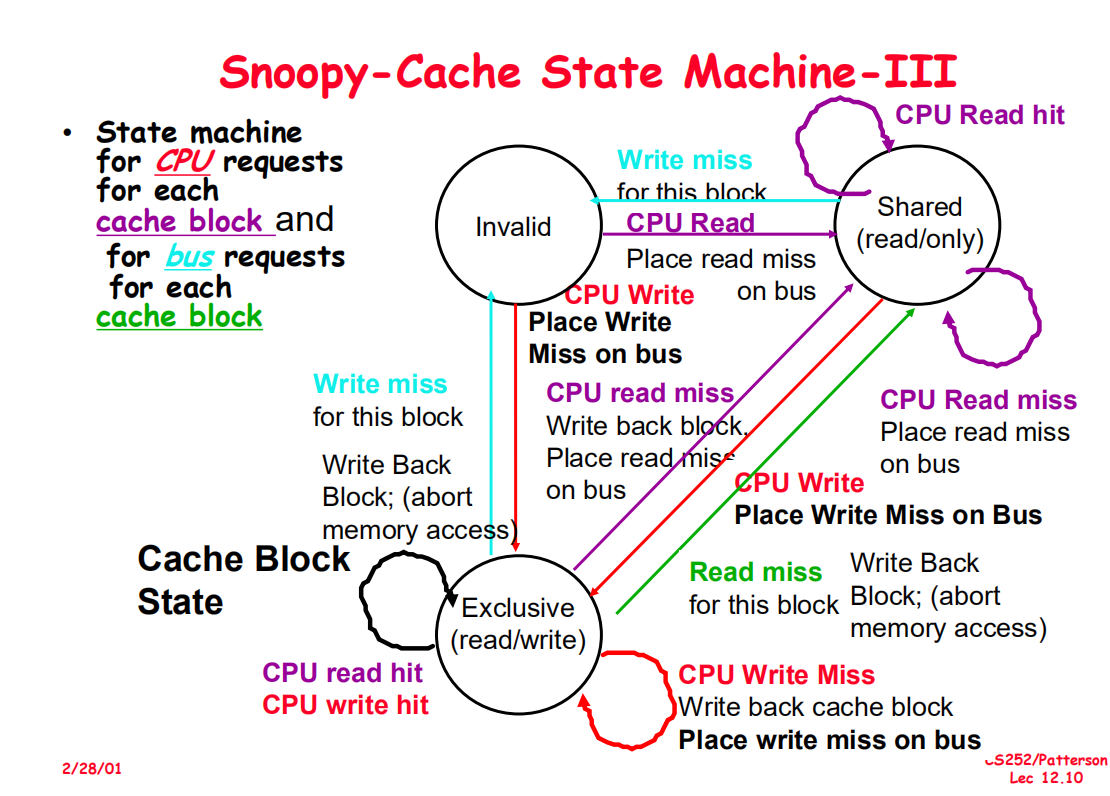 Snoopy-Cache State Machine-III
• State machine
for CPU requests
for each
cache block and
for bus requests
for each
cache block
CPU Read hit
Write miss
for this block
Invalid
Shared
(read/only)
CPU Read
Place read miss
on bus
CPU Write
Place Write
Miss on bus
Write miss
for this block
Write Back
Block; (abort
memory access)
CPU read miss
Write back block,
Place read miss
on bus
CPU Read miss
Place read miss
on bus
CPU Write
Place Write Miss on Bus
Cache Block
State
Read miss
for this block
Write Back
Block; (abort
memory access)
Exclusive
(read/write)
CPU read hit
CPU write hit
CPU Write Miss
Write back cache block
Place write miss on bus
2/28/01
CS252/Patterson
Lec 12.10